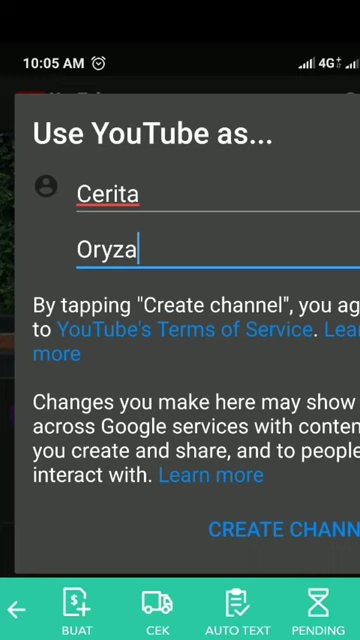 10:05 AM
4G+
Use YouTube as...
Cerita
Oryza
By tapping "Create channel", you ag
to YouTube's Terms of Service. Lear
more
Changes you make here may show
across Google services with conten
you create and share, and to people
interact with. Learn more
CREATE CHANN
BUAT
CEK
AUTO TEXT
PENDING